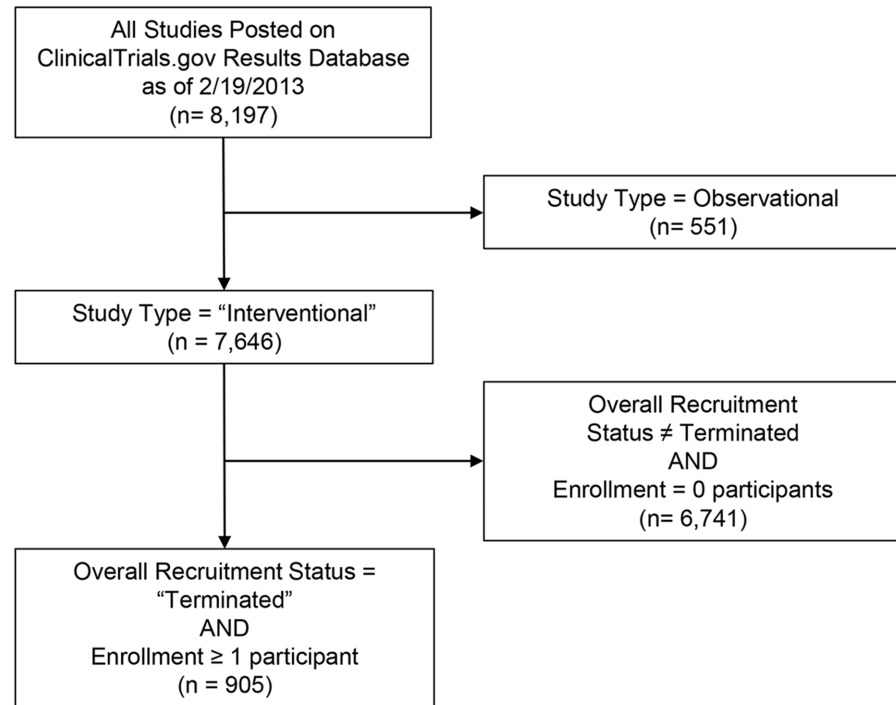 All Studies Posted on
ClinicalTrials.gov Results Database
as of 2/19/2013
(n= 8,197)
Study Type = Observational
(n= 551)
Study Type = “Interventional”
(n = 7,646)
Overall Recruitment
Status ≠ Terminated
AND
Enrollment = 0 participants
(n= 6,741)
Overall Recruitment Status =
“Terminated”
AND
Enrollment ≥ 1 participant
(n = 905)